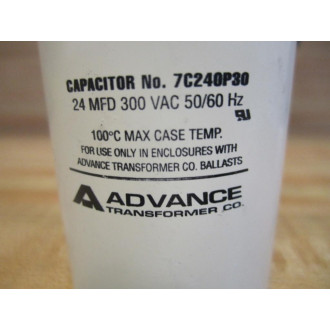 CAPACITOR No. 7C240P30
24 MFD 300 VAC 50/60 Hz
100°C MAX CASE TEMP.
FOR USE ONLY IN ENCLOSURES WITH
ADVANCE TRANSFORMER CO. BALLASTS
ADVANCE
TRANSFORMER CO.